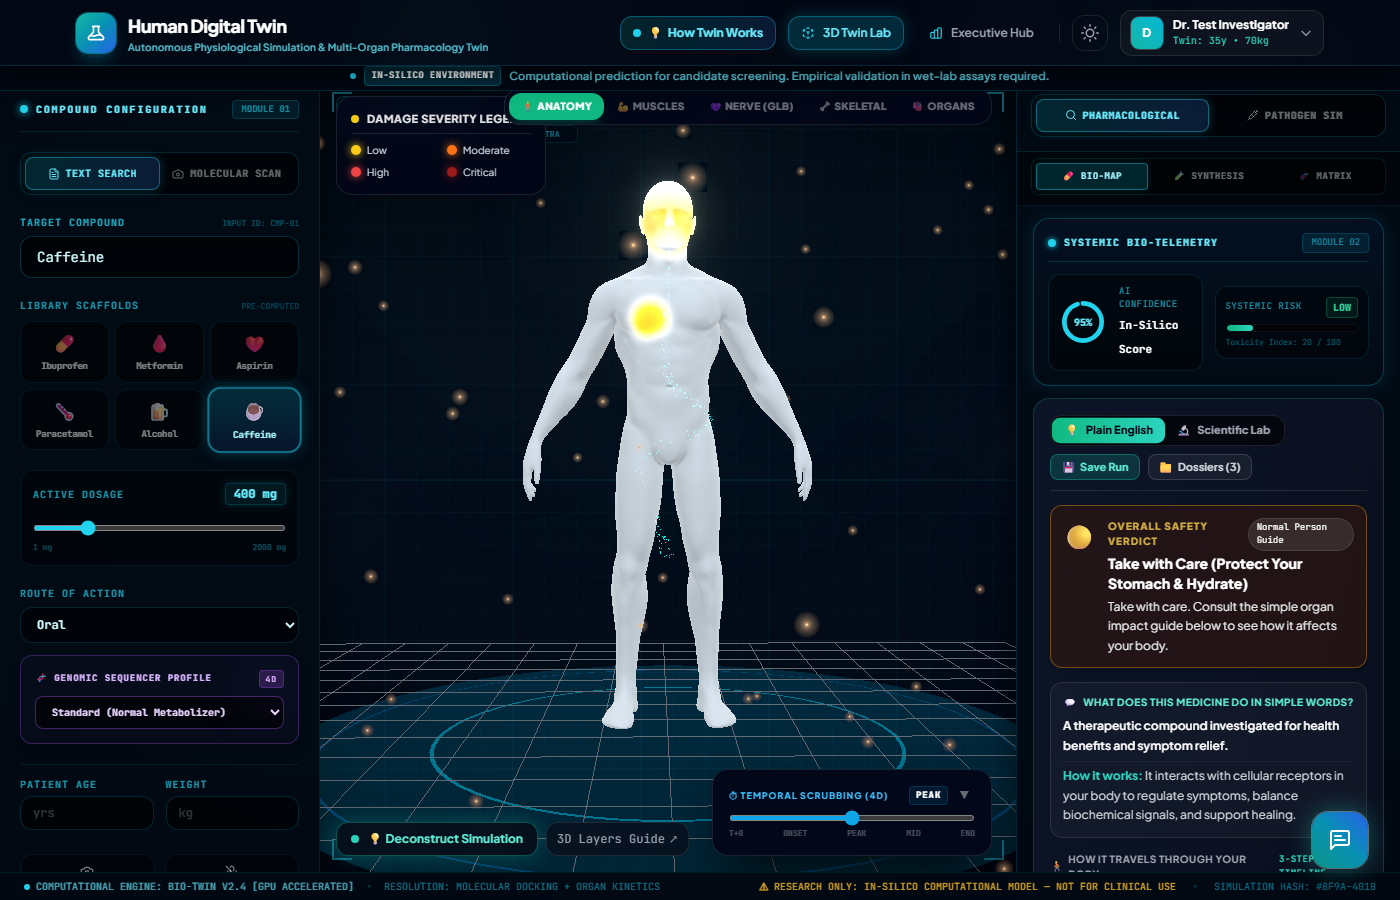 Human Digital Twin
Autonomous Physiological Simulation & Multi-Organ Pharmacology Twin
How Twin Works
3D Twin Lab
Executive Hub
D
Dr. Test Investigator
Twin: 35y • 70kg
IN-SILICO ENVIRONMENT
Computational prediction for candidate screening. Empirical validation in wet-lab assays required.
COMPOUND CONFIGURATION
MODULE 01
TEXT SEARCH
MOLECULAR SCAN
TARGET COMPOUND
INPUT ID: CMP-01
Caffeine
LIBRARY SCAFFOLDS
PRE-COMPUTED
Ibuprofen
Metformin
Aspirin
Paracetamol
Alcohol
Caffeine
ACTIVE DOSAGE
400 mg
1 mg
2000 mg
ROUTE OF ACTION
Oral
GENOMIC SEQUENCER PROFILE
4D
Standard (Normal Metabolizer)
PATIENT AGE
WEIGHT
yrs
kg
DAMAGE SEVERITY LEGE
Low
Moderate
High
Critical
TRA
ANATOMY
MUSCLES
NERVE (GLB)
SKELETAL
ORGANS
TEMPORAL SCRUBBING (4D)
PEAK
T+0
ONSET
PEAK
MID
END
Deconstruct Simulation
3D Layers Guide ↗
PHARMACOLOGICAL
PATHOGEN SIM
BIO-MAP
SYNTHESIS
MATRIX
SYSTEMIC BIO-TELEMETRY
MODULE 02
95%
AI
CONFIDENCE
In-Silico
Score
SYSTEMIC RISK
LOW
Toxicity Index: 20 / 100
Plain English
Scientific Lab
Save Run
Dossiers (3)
OVERALL SAFETY
VERDICT
Normal Person
Guide
Take with Care (Protect Your
Stomach & Hydrate)
Take with care. Consult the simple organ
impact guide below to see how it affects
your body.
WHAT DOES THIS MEDICINE DO IN SIMPLE WORDS?
A therapeutic compound investigated for health
benefits and symptom relief.
How it works: It interacts with cellular receptors in
your body to regulate symptoms, balance
biochemical signals, and support healing.
HOW IT TRAVELS THROUGH YOUR
BODY
3-STEP
TIMELINE
COMPUTATIONAL ENGINE: BIO-TWIN V2.4 [GPU ACCELERATED]
RESOLUTION: MOLECULAR DOCKING + ORGAN KINETICS
⚠ RESEARCH ONLY: IN-SILICO COMPUTATIONAL MODEL — NOT FOR CLINICAL USE
SIMULATION HASH: #8F9A-401B